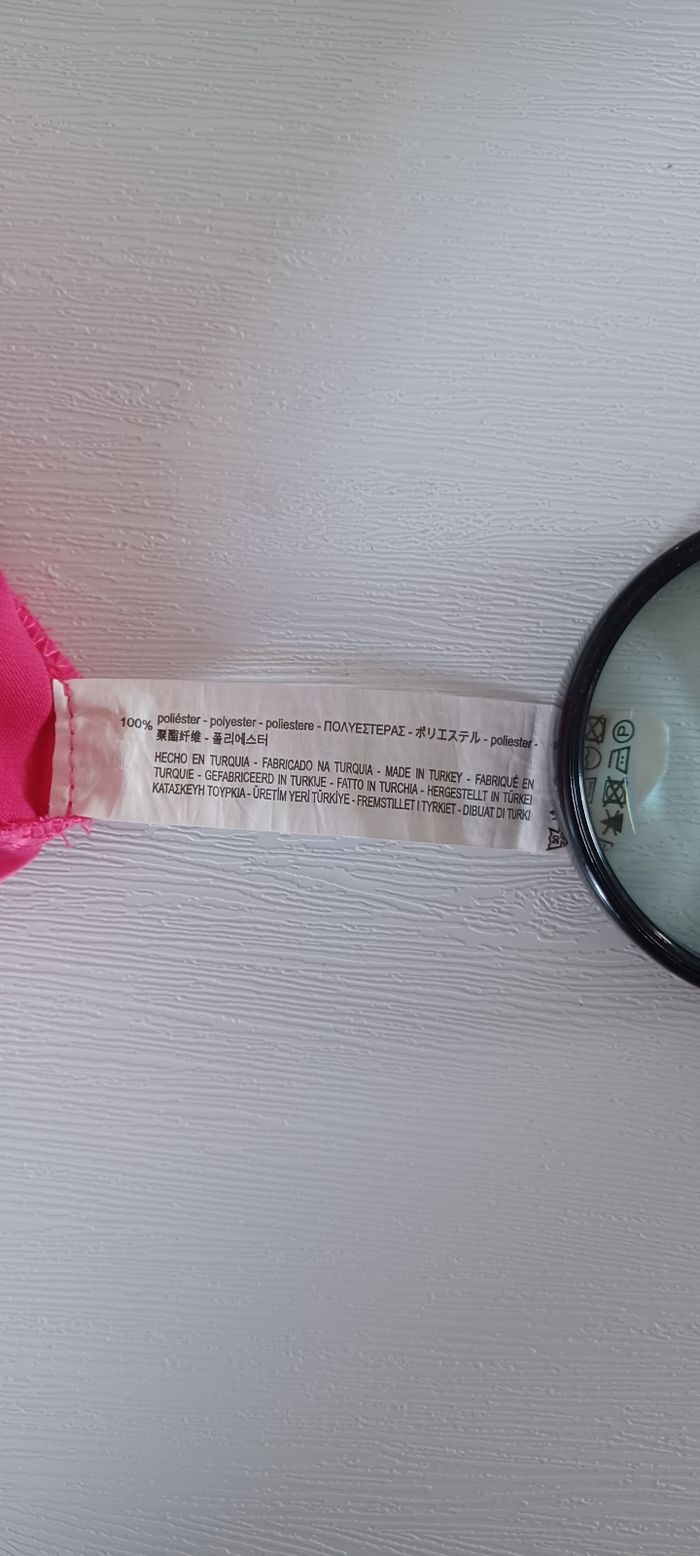 100% poliéster - polyester - poliestere - ΠΟΛΥΕΣΤΕΡΑΣ - ポリエステル - poliester -
聚酯纤维 - 폴리에스터
HECHO EN TURQUIA - FABRICADO NA TURQUIA - MADE IN TURKEY - FABRIQUÉ EN
TURQUIE - GEFABRICEERD IN TURKIJE - FATTO IN TURCHIA - HERGESTELLT IN TÜRKEI
ΚΑΤΑΣΚΕΥΗ ΤΟΥΡΚΙΑ - ÜRETİM YERİ TÜRKİYE - FREMSTILLET I TYRKIET - DIBUAT DI TURKI
P